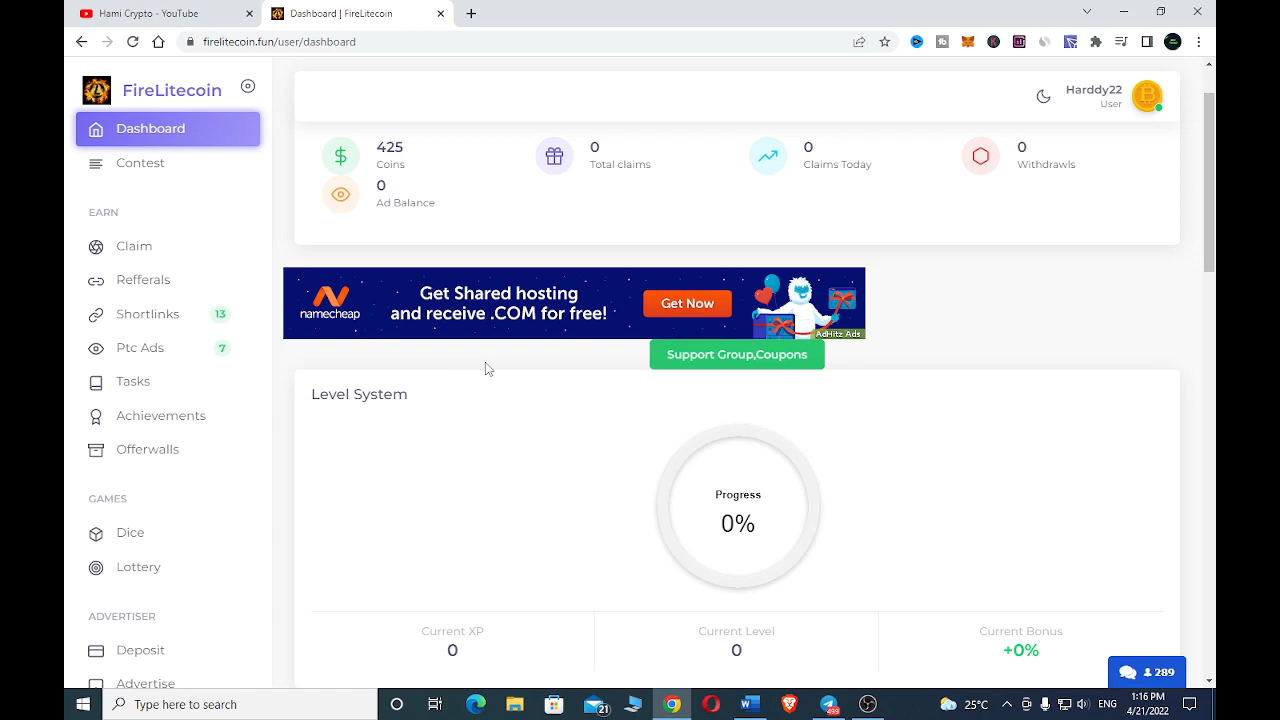 Hami Crypto - YouTube
Dashboard | FireLitecoin
firelitecoin.fun/user/dashboard
FireLitecoin
Harddy22
User
Dashboard
Contest
EARN
Claim
Refferals
Shortlinks 13
Ptc Ads 7
Tasks
Achievements
Offerwalls
GAMES
Dice
Lottery
ADVERTISER
Deposit
Advertise
425
Coins
0
Total claims
0
Claims Today
0
Withdrawls
0
Ad Balance
namecheap
Get Shared hosting
and receive .COM for free!
Get Now
AdHitz Ads
Support Group,Coupons
Level System
Progress
0%
Current XP
0
Current Level
0
Current Bonus
+0%
289
Type here to search
21
499
25°C
1:16 PM
4/21/2022